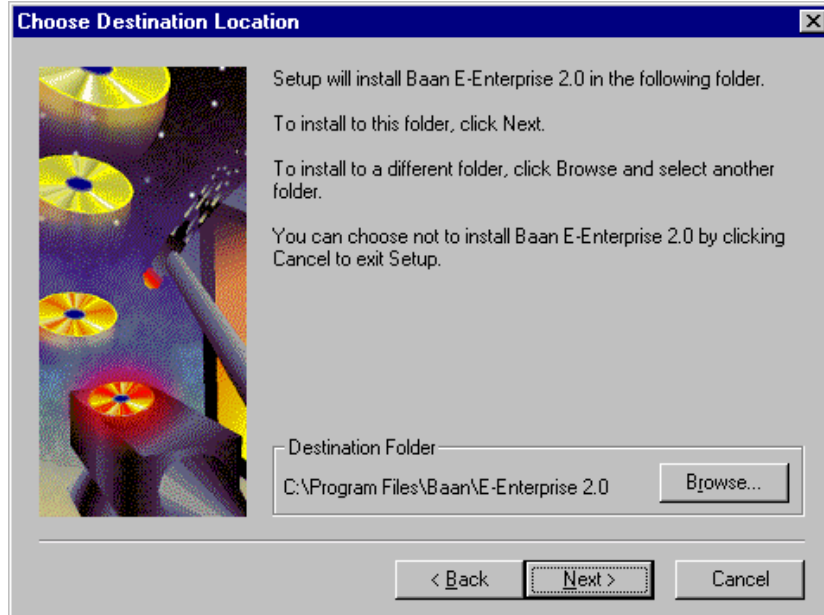 Choose Destination Location
Setup will install Baan E-Enterprise 2.0 in the following folder.
To install to this folder, click Next.
To install to a different folder, click Browse and select another
folder.
You can choose not to install Baan E-Enterprise 2.0 by clicking
Cancel to exit Setup.
Destination Folder
C:\Program Files\Baan\E-Enterprise 2.0
Browse...
< Back
Next >
Cancel